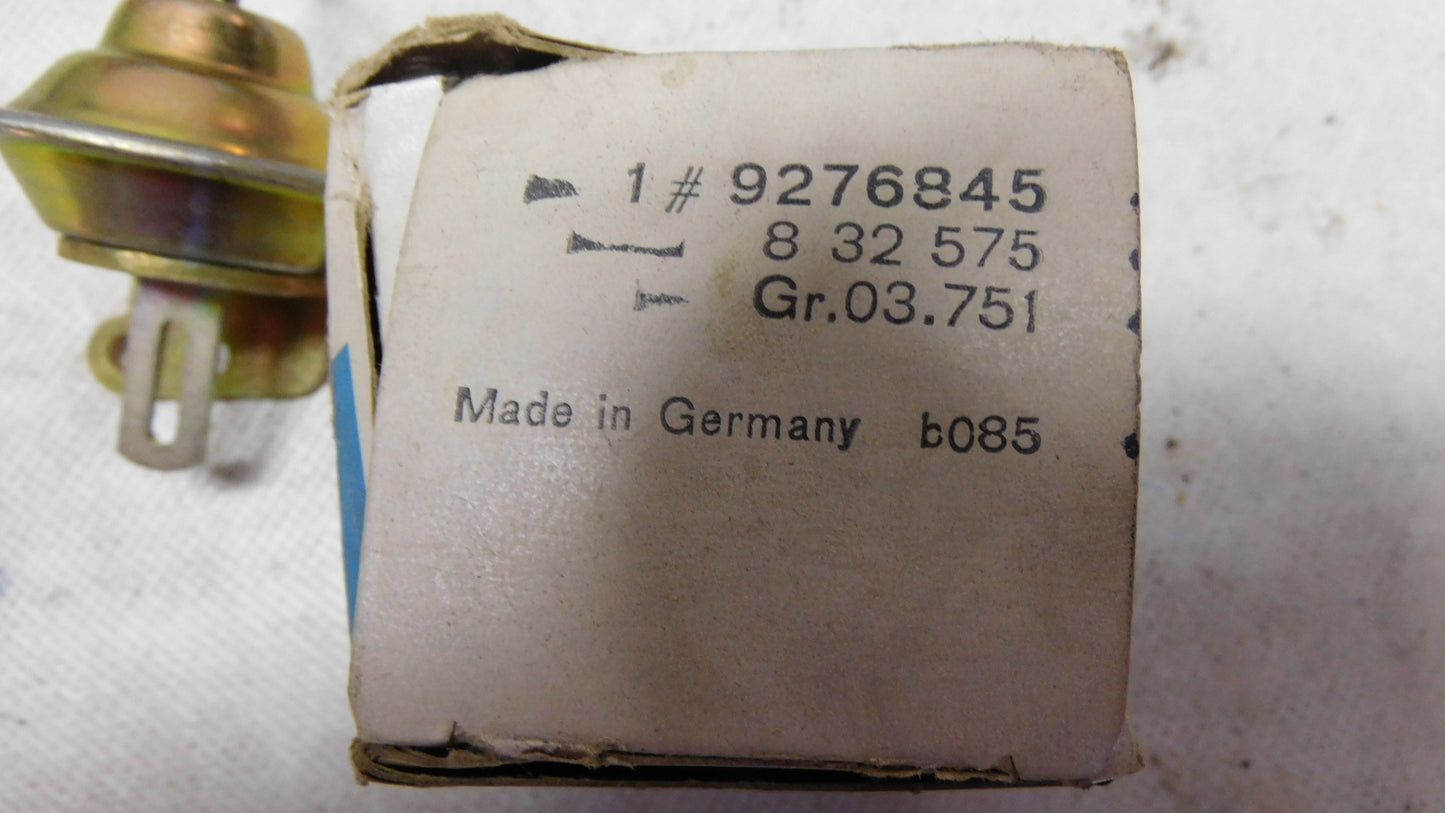 1 # 9276845
8 32 575
Gr.03.751
Made in Germany b085